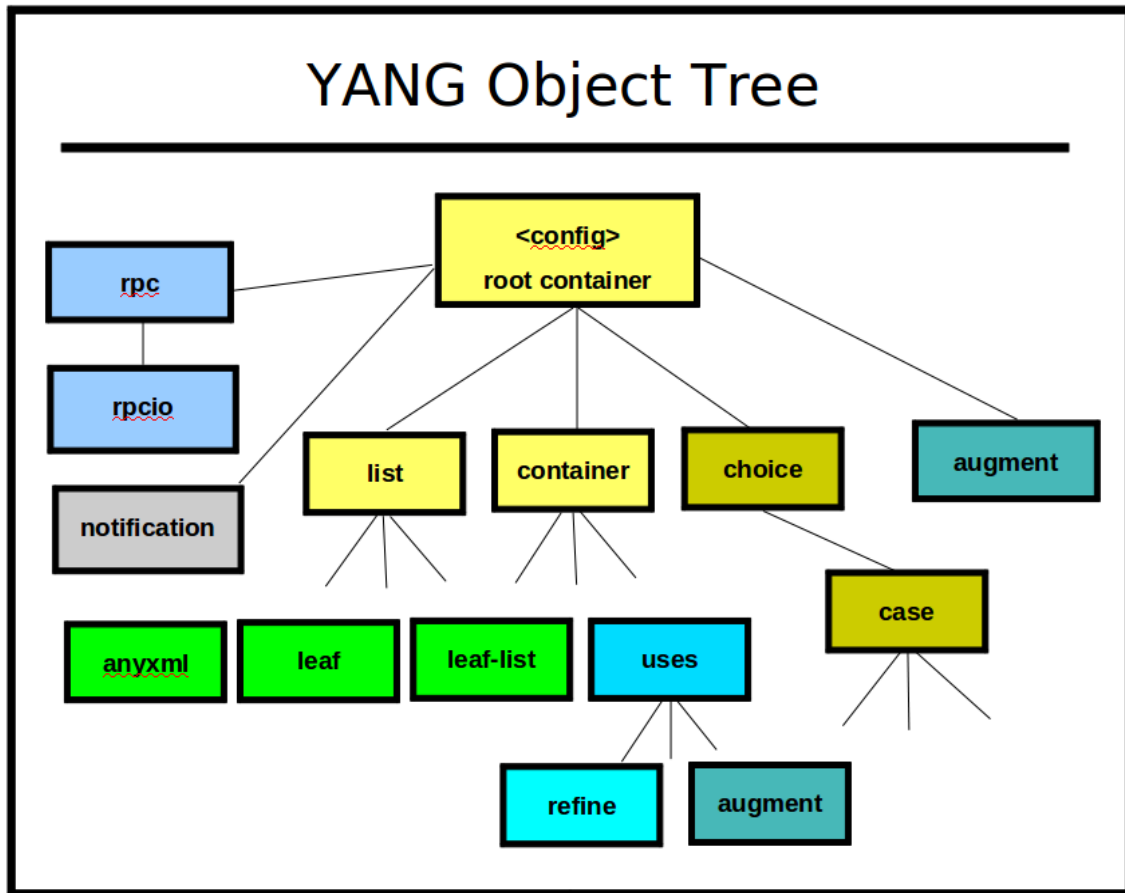 YANG Object Tree
<config>
root container
rpc
rpcio
list
container
choice
augment
notification
case
anyxml
leaf
leaf-list
uses
refine
augment